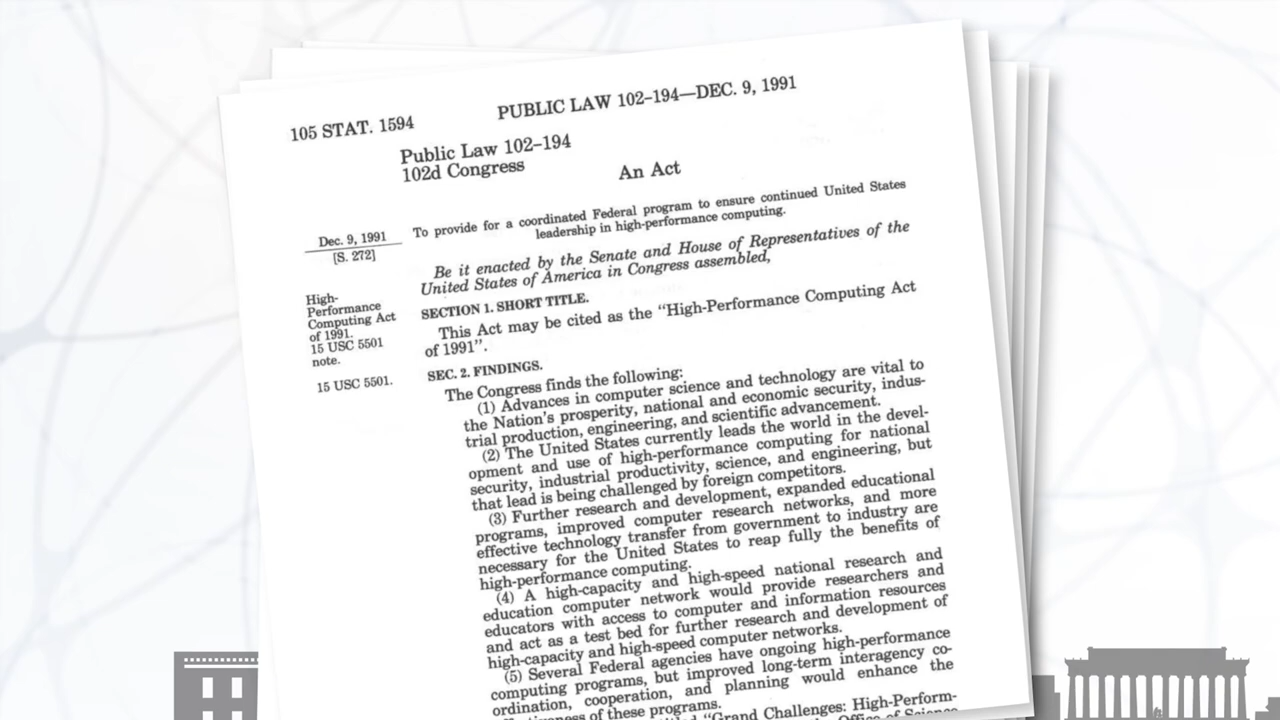 105 STAT. 1594
PUBLIC LAW 102–194—DEC. 9, 1991
Public Law 102–194
102d Congress
An Act
Dec. 9, 1991
[S. 272]
To provide for a coordinated Federal program to ensure continued United States
leadership in high-performance computing.
Be it enacted by the Senate and House of Representatives of the
United States of America in Congress assembled,
High-
Performance
Computing Act
of 1991.
15 USC 5501
note.
SECTION 1. SHORT TITLE.
This Act may be cited as the “High-Performance Computing Act
of 1991”.
15 USC 5501.
SEC. 2. FINDINGS.
The Congress finds the following:
(1) Advances in computer science and technology are vital to
the Nation’s prosperity, national and economic security, indus-
trial production, engineering, and scientific advancement.
(2) The United States currently leads the world in the devel-
opment and use of high-performance computing for national
security, industrial productivity, science, and engineering, but
that lead is being challenged by foreign competitors.
(3) Further research and development, expanded educational
programs, improved computer research networks, and more
effective technology transfer from government to industry are
necessary for the United States to reap fully the benefits of
high-performance computing.
(4) A high-capacity and high-speed national research and
education computer network would provide researchers and
educators with access to computer and information resources
and act as a test bed for further research and development of
high-capacity and high-speed computer networks.
(5) Several Federal agencies have ongoing high-performance
computing programs, but improved long-term interagency co-
ordination, cooperation, and planning would enhance the
of these programs.
“Grand Challenges: High-Perform-